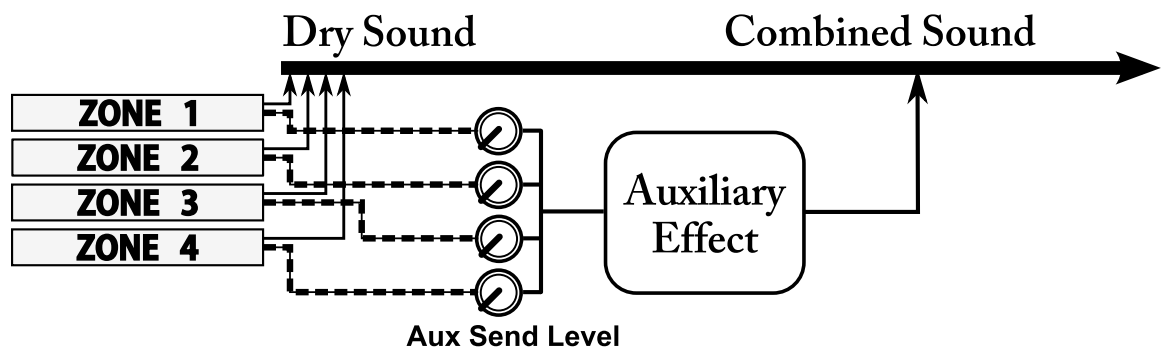 Dry Sound
Combined Sound
ZONE 1
ZONE 2
ZONE 3
ZONE 4
Auxiliary
Effect
Aux Send Level